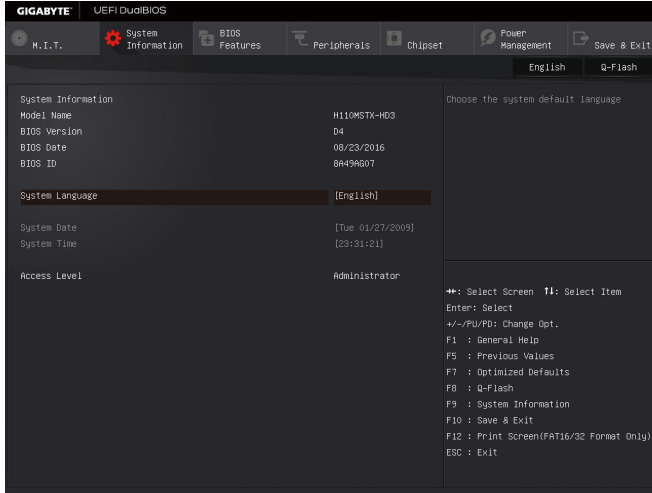 GIGABYTE™ UEFI DualBIOS
M.I.T. System Information BIOS Features Peripherals Chipset Power Management Save & Exit
English Q-Flash
System Information
Model Name H110MSTX-HD3
BIOS Version D4
BIOS Date 08/23/2016
BIOS ID 8A49AG07
System Language [English]
System Date [Tue 01/27/2009]
System Time [23:31:21]
Access Level Administrator
Choose the system default language
→←: Select Screen ↑↓: Select Item
Enter: Select
+/-/PU/PD: Change Opt.
F1 : General Help
F5 : Previous Values
F7 : Optimized Defaults
F8 : Q-Flash
F9 : System Information
F10 : Save & Exit
F12 : Print Screen(FAT16/32 Format Only)
ESC : Exit